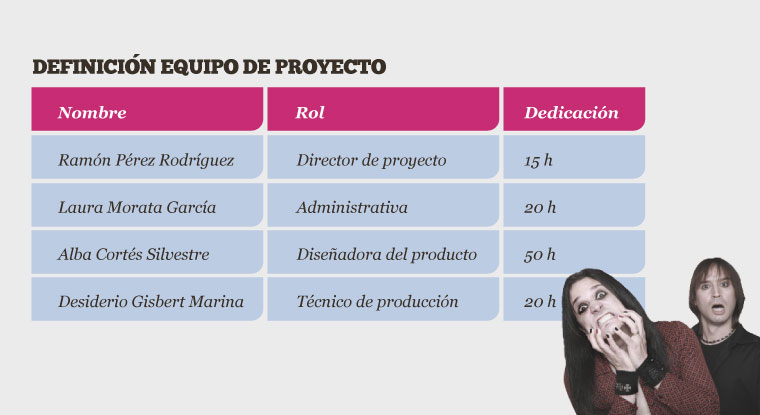 DEFINICIÓN EQUIPO DE PROYECTO
Nombre Rol Dedicación
Ramón Pérez Rodríguez Director de proyecto 15 h
Laura Morata García Administrativa 20 h
Alba Cortés Silvestre Diseñadora del producto 50 h
Desiderio Gisbert Marina Técnico de producción 20 h